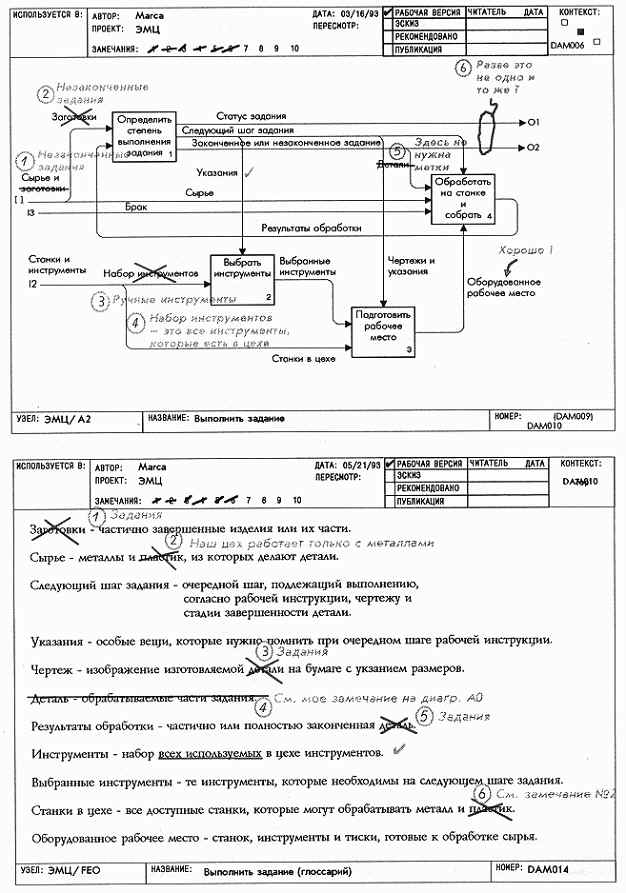 ИСПОЛЬЗУЕТСЯ В:
АВТОР: Marca
ДАТА: 03/16/93
РАБОЧАЯ ВЕРСИЯ
ЧИТАТЕЛЬ ДАТА
КОНТЕКСТ:
ПРОЕКТ: ЭМЦ
ПЕРЕСМОТР:
ЭСКИЗ
РЕКОМЕНДОВАНО
DAM006
ЗАМЕЧАНИЯ: 7 8 9 10
ПУБЛИКАЦИЯ
2 Незаконченные
задания
6 Разве это
не одно и
то же ?
Заготовки
Определить
степень
выполнения
задания 1
Статус задания
O1
Следующий шаг задания
Законченное или незаконченное задание
O2
1 Незаконченные
задания
5 Здесь не
нужна
метки
Детали
Сырье и
заготовки
Указания
Обработать
на станке
и
собрать 4
Сырье
I3
Брак
Результаты обработки
Хорошо !
Станки и
инструменты
I2
Набор инструментов
Выбрать
инструменты
2
Выбранные
инструменты
Чертежи и
указания
Оборудованное
рабочее место
3 Ручные инструменты
4 Набор инструментов
– это все инструменты,
которые есть в цехе
Подготовить
рабочее
место
3
Станки в цехе
УЗЕЛ: ЭМЦ/ А2
НАЗВАНИЕ: Выполнить задание
НОМЕР: (DAM009)
DAM010
ИСПОЛЬЗУЕТСЯ В:
АВТОР: Marca
ДАТА: 05/21/93
РАБОЧАЯ ВЕРСИЯ
ЧИТАТЕЛЬ ДАТА
КОНТЕКСТ:
ПРОЕКТ: ЭМЦ
ПЕРЕСМОТР:
ЭСКИЗ
РЕКОМЕНДОВАНО
ЗАМЕЧАНИЯ: 7 8 9 10
ПУБЛИКАЦИЯ
1 Задания
Заготовки - частично завершенные изделия или их части.
2 Наш цех работает только с металлами
Сырье - металлы и пластик, из которых делают детали.
Следующий шаг задания - очередной шаг, подлежащий выполнению,
согласно рабочей инструкции, чертежу и
стадии завершенности детали.
Указания - особые вещи, которые нужно помнить при очередном шаге рабочей инструкции.
3 Задания
Чертеж - изображение изготовляемой детали на бумаге с укзанием размеров.
Деталь - обрабатываемые части задания.
4 См. мое замечание на диагр. А0
Результаты обработки - частично или полностью законченная деталь.
5 Задания
Инструменты - набор всех используемых в цехе инструментов.
Выбранные инструменты - те инструменты, которые необходимы на следующем шаге задания.
6 См. замечание №2
Станки в цехе - все доступные станки, которые могут обрабатывать металл и пластик.
Оборудованное рабочее место - станок, инструменты и тиски, готовые к обработке сырья.
УЗЕЛ: ЭМЦ/ FEO
НАЗВАНИЕ: Выполнить задание (глоссарий)
НОМЕР: DAM014